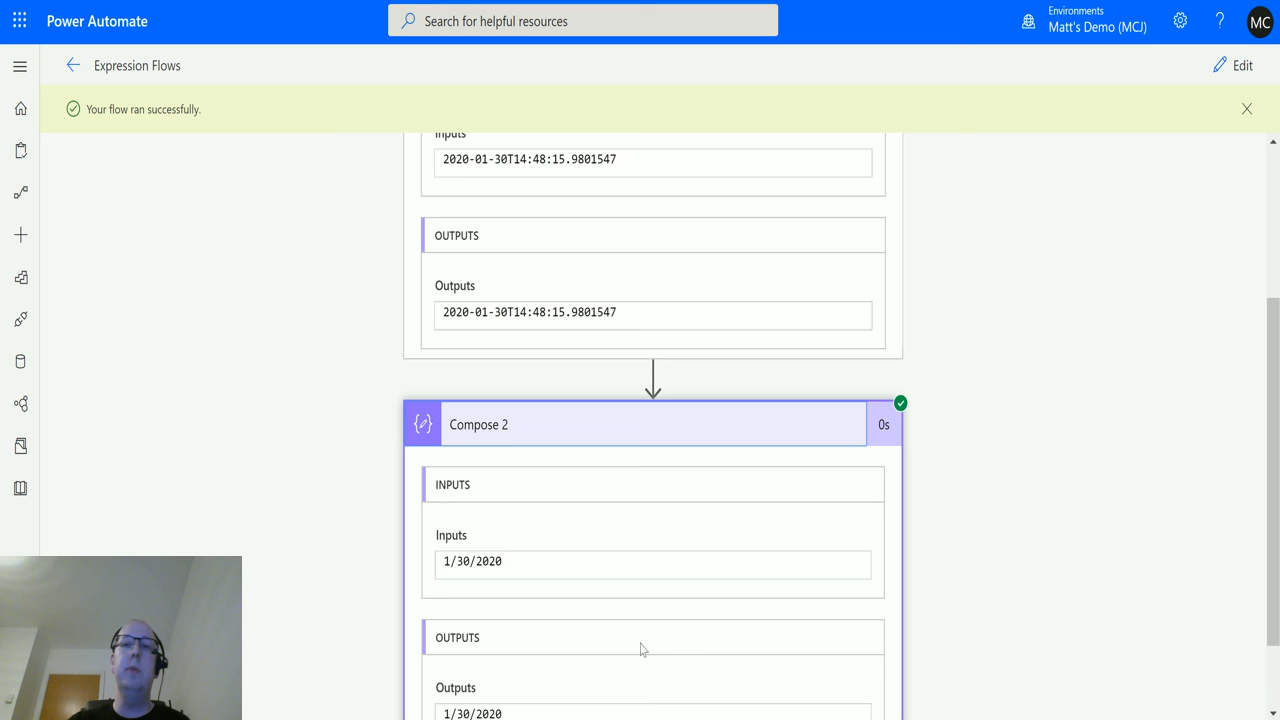 Power Automate
Search for helpful resources
Environments
Matt's Demo (MCJ)
?
MC
Expression Flows
Edit
Your flow ran successfully.
Inputs
2020-01-30T14:48:15.9801547
OUTPUTS
Outputs
2020-01-30T14:48:15.9801547
Compose 2
0s
INPUTS
Inputs
1/30/2020
OUTPUTS
Outputs
1/30/2020